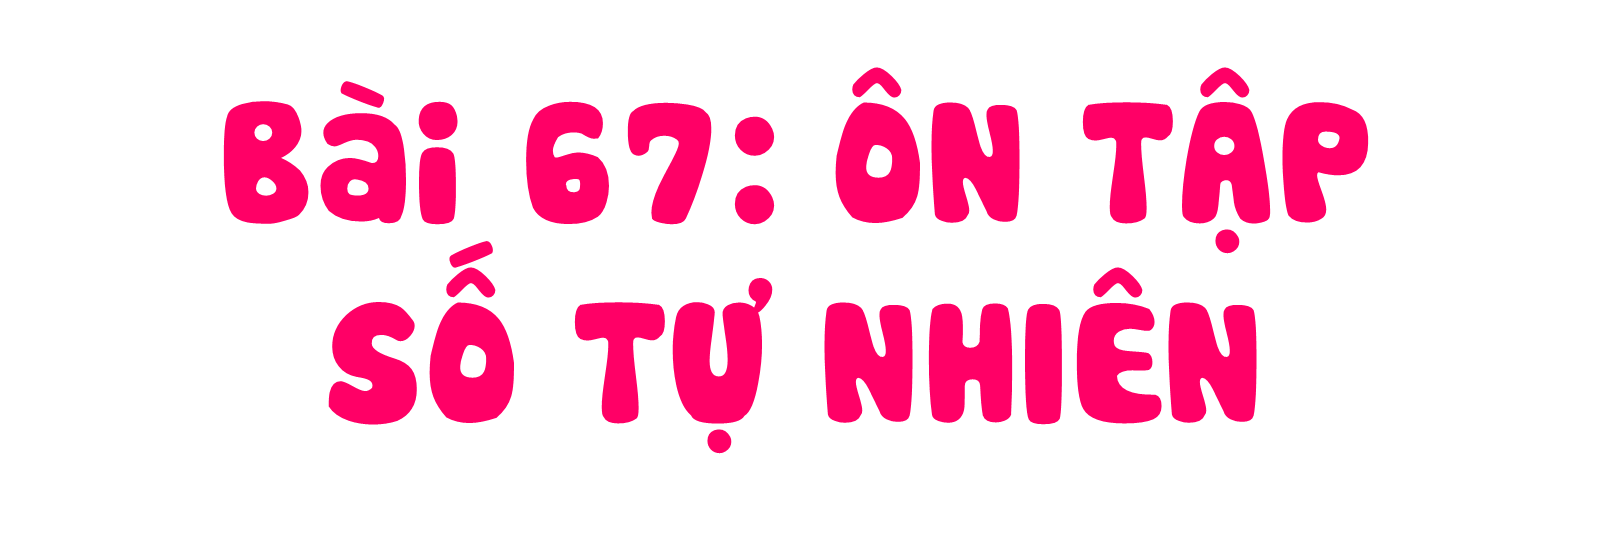 Bài 67: ÔN TẬP
SỐ TỰ NHIÊN